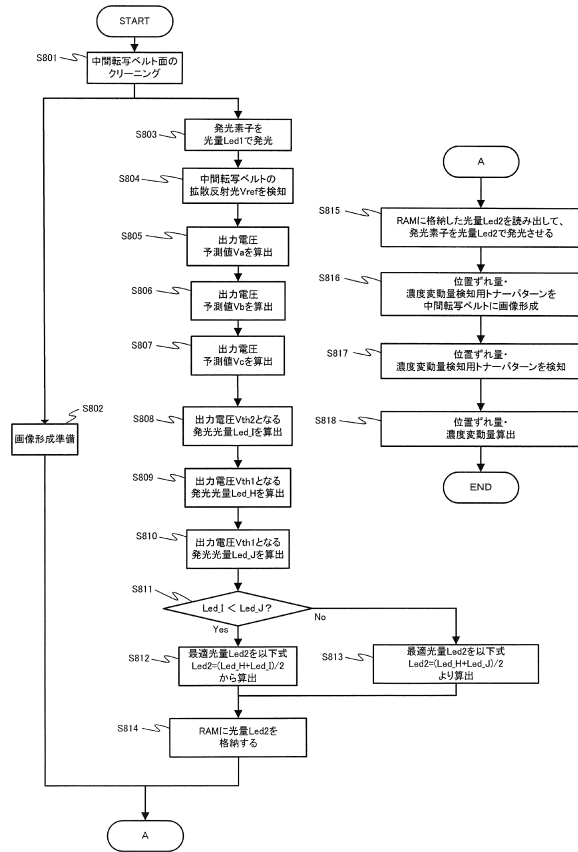 START
S801
中間転写ベルト面の
クリーニング
S803
発光素子を
光量Led1で発光
S804
中間転写ベルトの
拡散反射光Vrefを検知
S805
出力電圧
予測値Vaを算出
S806
出力電圧
予測値Vbを算出
S807
出力電圧
予測値Vcを算出
S802
画像形成準備
S808
出力電圧Vth2となる
発光光量Led_Iを算出
S809
出力電圧Vth1となる
発光光量Led_Hを算出
S810
出力電圧Vth1となる
発光光量Led_Jを算出
S811
Led_I < Led_J?
Yes
No
S812
最適光量Led2を以下式
Led2=(Led_H+Led_I)/2
から算出
S813
最適光量Led2を以下式
Led2=(Led_H+Led_J)/2
より算出
S814
RAMに光量Led2を
格納する
A
A
S815
RAMに格納した光量Led2を読み出して、
発光素子を光量Led2で発光させる
S816
位置ずれ量・
濃度変動量検知用トナーパターンを
中間転写ベルトに画像形成
S817
位置ずれ量・
濃度変動量検知用トナーパターンを検知
S818
位置ずれ量・
濃度変動量算出
END